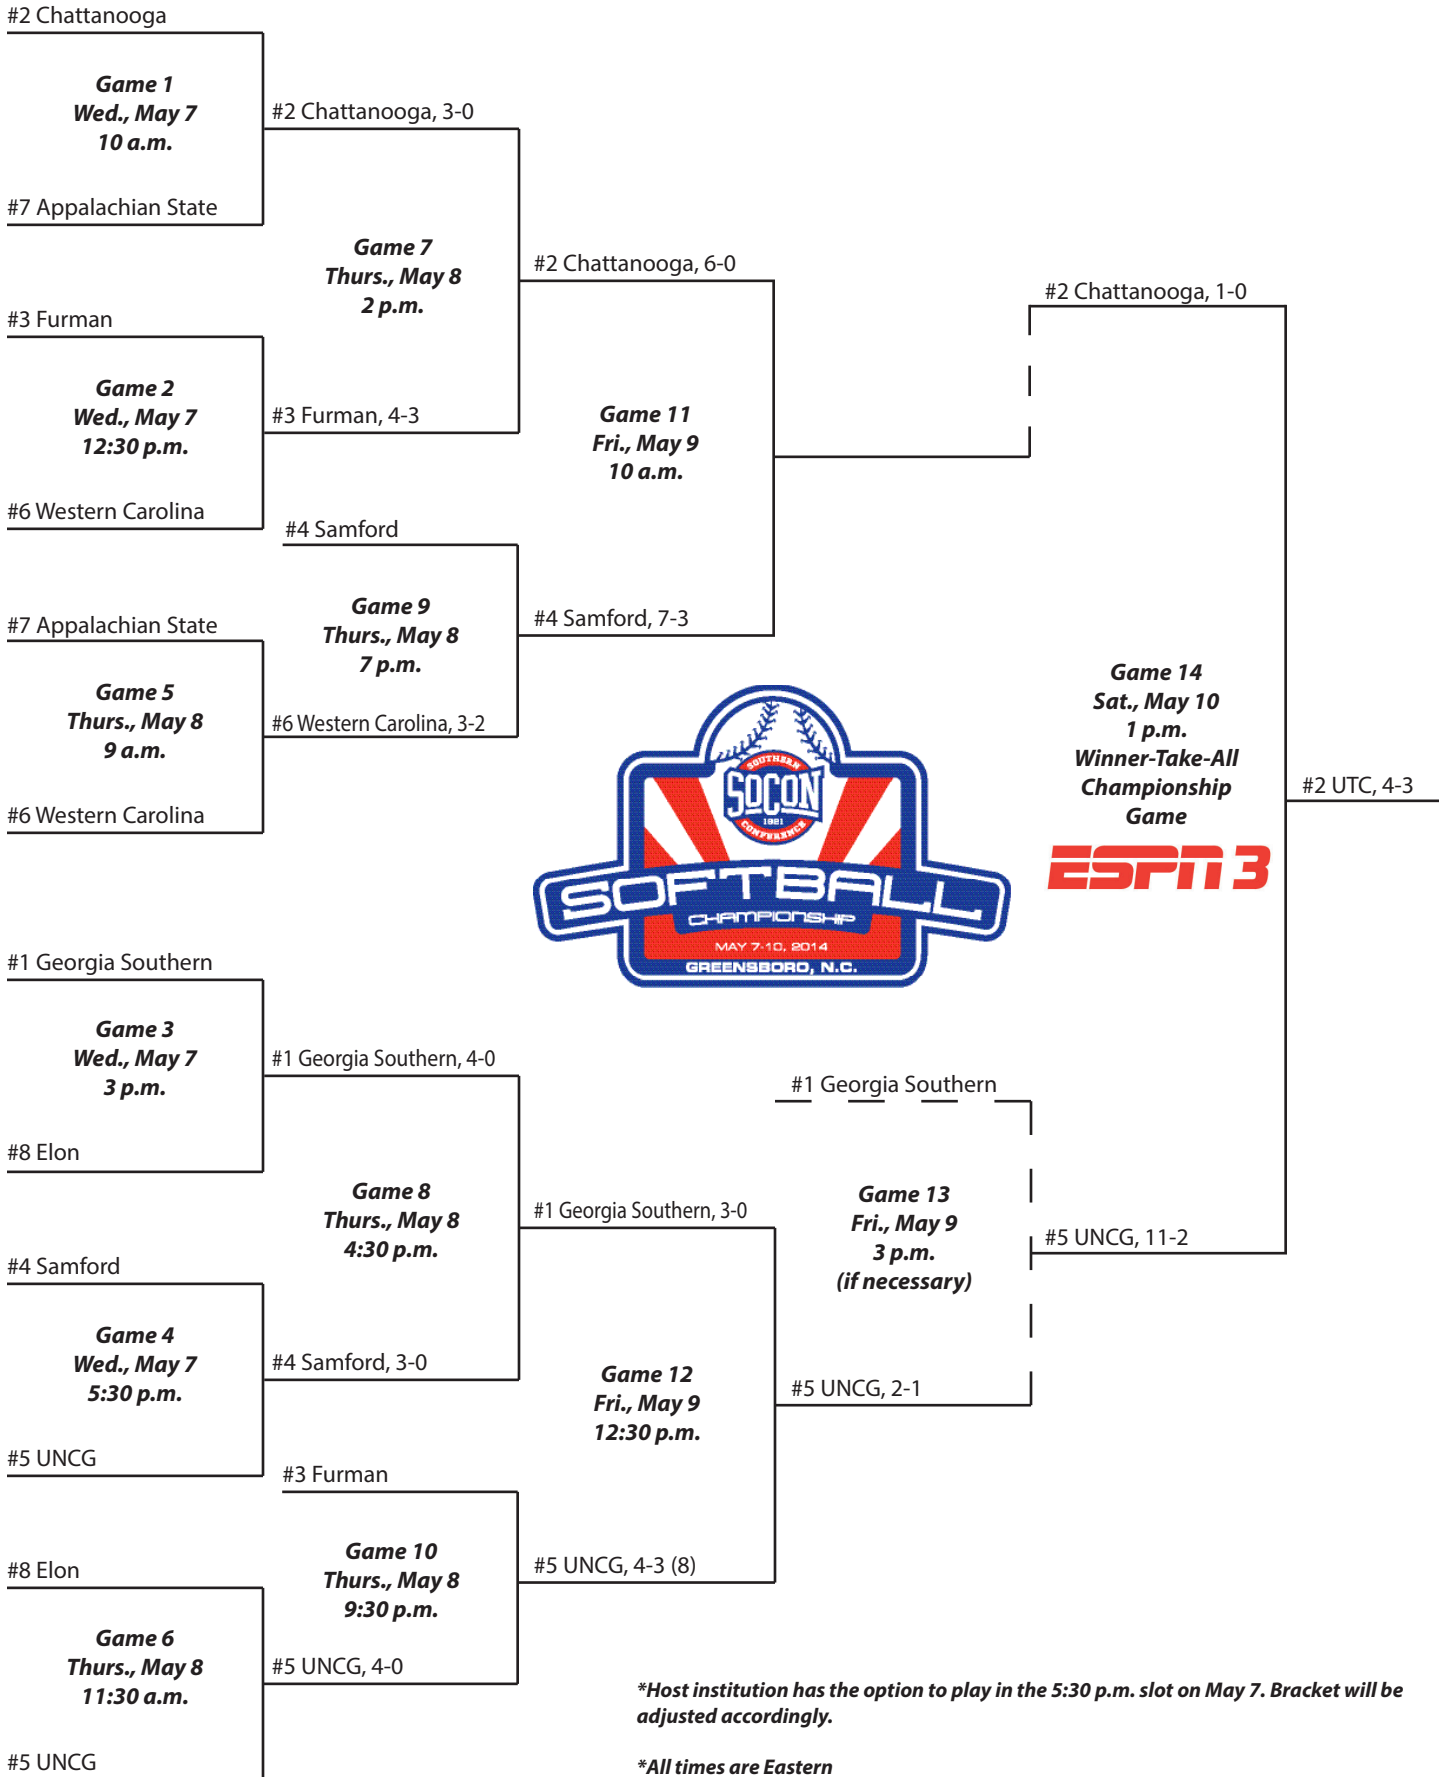 #2 Chattanooga
Game 1
Wed., May 7
10 a.m.
#2 Chattanooga, 3-0
#7 Appalachian State
Game 7
Thurs., May 8
2 p.m.
#2 Chattanooga, 6-0
#2 Chattanooga, 1-0
#3 Furman
Game 2
Wed., May 7
12:30 p.m.
#3 Furman, 4-3
Game 11
Fri., May 9
10 a.m.
#6 Western Carolina
#4 Samford
#7 Appalachian State
Game 9
Thurs., May 8
7 p.m.
#4 Samford, 7-3
Game 5
Thurs., May 8
9 a.m.
#6 Western Carolina, 3-2
#6 Western Carolina
SOUTHERN
SOCON
1921
CONFERENCE
SOFTBALL
CHAMPIONSHIP
MAY 7-10, 2014
GREENSBORO, N.C.
Game 14
Sat., May 10
1 p.m.
Winner-Take-All
Championship
Game
ESPN 3
#2 UTC, 4-3
#1 Georgia Southern
Game 3
Wed., May 7
3 p.m.
#1 Georgia Southern, 4-0
#8 Elon
#1 Georgia Southern
Game 8
Thurs., May 8
4:30 p.m.
#1 Georgia Southern, 3-0
Game 13
Fri., May 9
3 p.m.
(if necessary)
#5 UNCG, 11-2
#4 Samford
Game 4
Wed., May 7
5:30 p.m.
#4 Samford, 3-0
Game 12
Fri., May 9
12:30 p.m.
#5 UNCG, 2-1
#5 UNCG
#3 Furman
#8 Elon
Game 10
Thurs., May 8
9:30 p.m.
#5 UNCG, 4-3 (8)
Game 6
Thurs., May 8
11:30 a.m.
#5 UNCG, 4-0
#5 UNCG
*Host institution has the option to play in the 5:30 p.m. slot on May 7. Bracket will be
adjusted accordingly.
*All times are Eastern